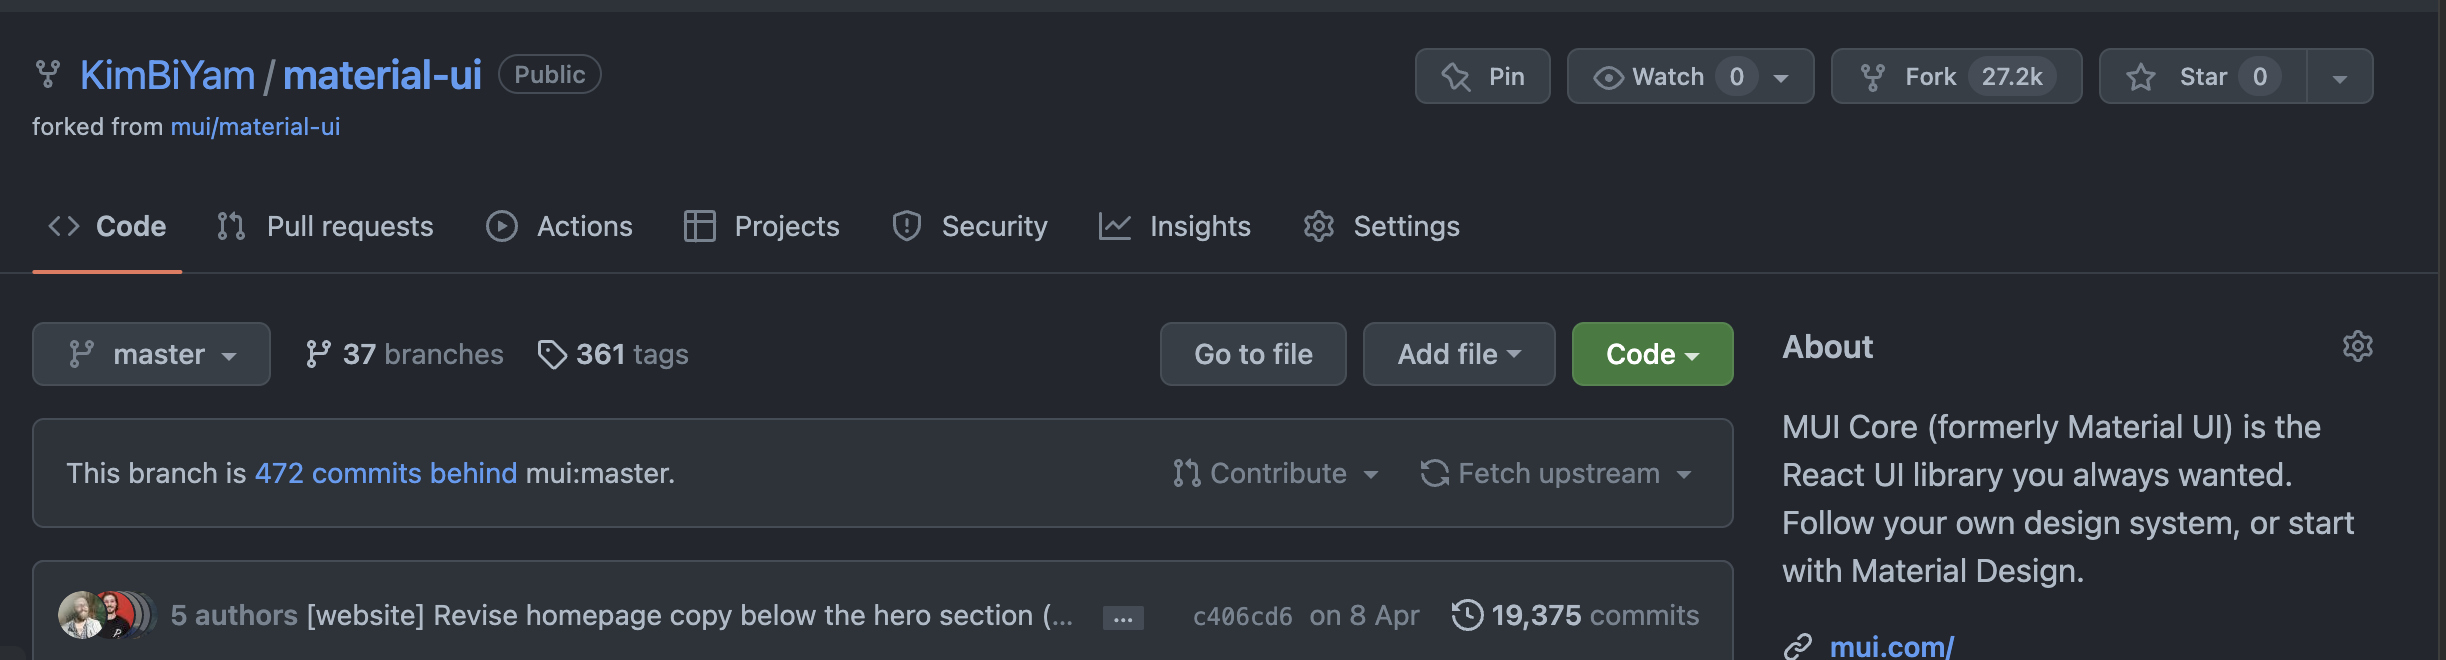 KimBiYam / material-ui Public
Pin
Watch 0
Fork 27.2k
Star 0
forked from mui/material-ui
Code
Pull requests
Actions
Projects
Security
Insights
Settings
master
37 branches
361 tags
Go to file
Add file
Code
This branch is 472 commits behind mui:master.
Contribute
Fetch upstream
5 authors [website] Revise homepage copy below the hero section (... ... c406cd6 on 8 Apr 19,375 commits
About
MUI Core (formerly Material UI) is the
React UI library you always wanted.
Follow your own design system, or start
with Material Design.
mui.com/